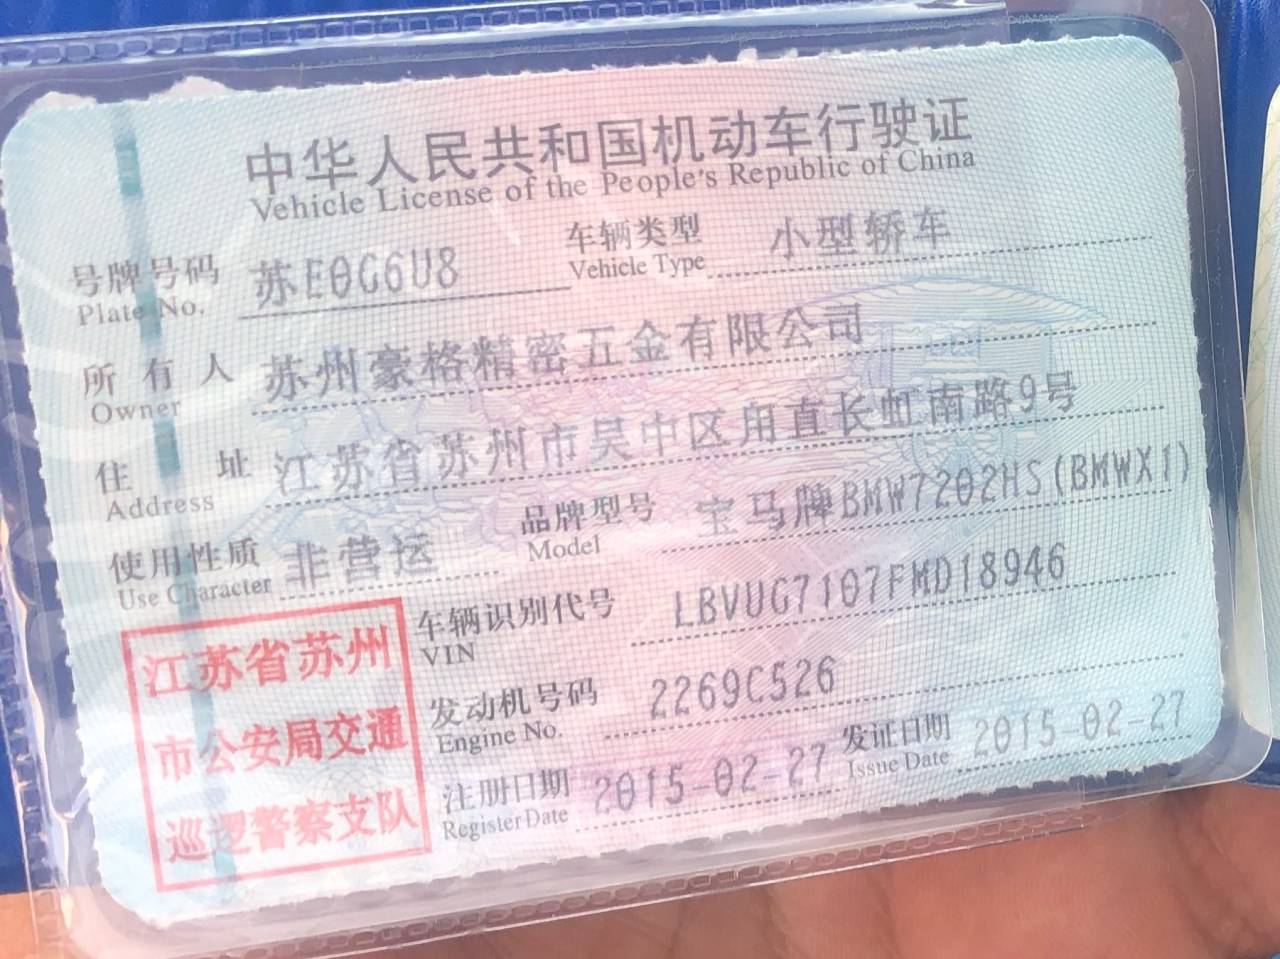 中华人民共和国机动车行驶证
Vehicle License of the People's Republic of China
号牌号码 苏E0G6U8 车辆类型 小型轿车
Plate No. Vehicle Type
所有人 苏州豪格精密五金有限公司
Owner
住址 江苏省苏州市吴中区甪直长虹南路9号
Address
使用性质 非营运 品牌型号 宝马牌BMW7202HS(BMWX1)
Use Character Model
江苏省苏州
市公安局交通
巡逻警察支队
车辆识别代号 LBVUG7107FMD18946
VIN
发动机号码 2269C526
Engine No.
注册日期 2015-02-27 发证日期 2015-02-27
Register Date Issue Date